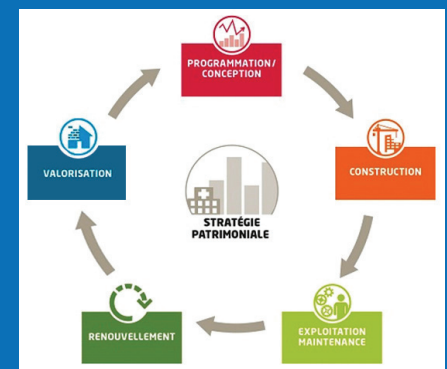 PROGRAMMATION/
CONCEPTION
CONSTRUCTION
EXPLOITATION
MAINTENANCE
RENOUVELLEMENT
VALORISATION
STRATÉGIE
PATRIMONIALE